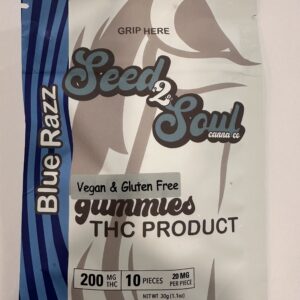 GRIP HERE
Seed
2
Soul
canna co
Blue Razz
Vegan & Gluten Free
gummies
THC PRODUCT
200 MG THC
10 PIECES
20 MG PER PIECE
NET WT 30g(1.1oz)